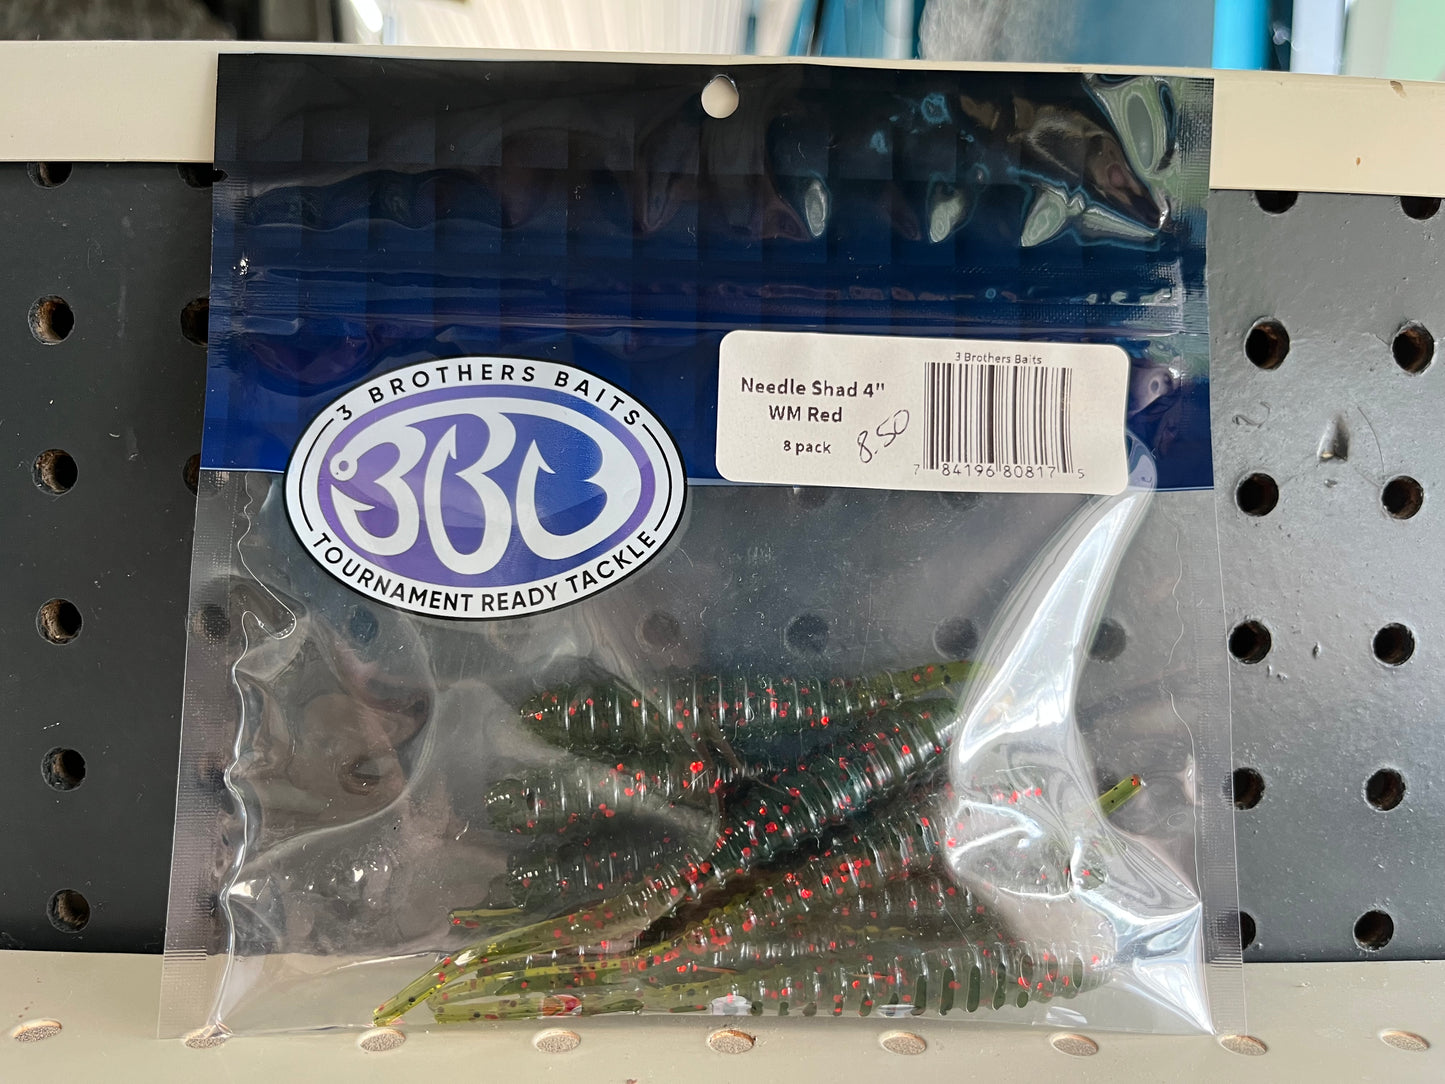 3 BROTHERS BAITS
3B
TOURNAMENT READY TACKLE
3 Brothers Baits
Needle Shad 4"
WM Red
8 pack
8.50
7 84196 80817 5